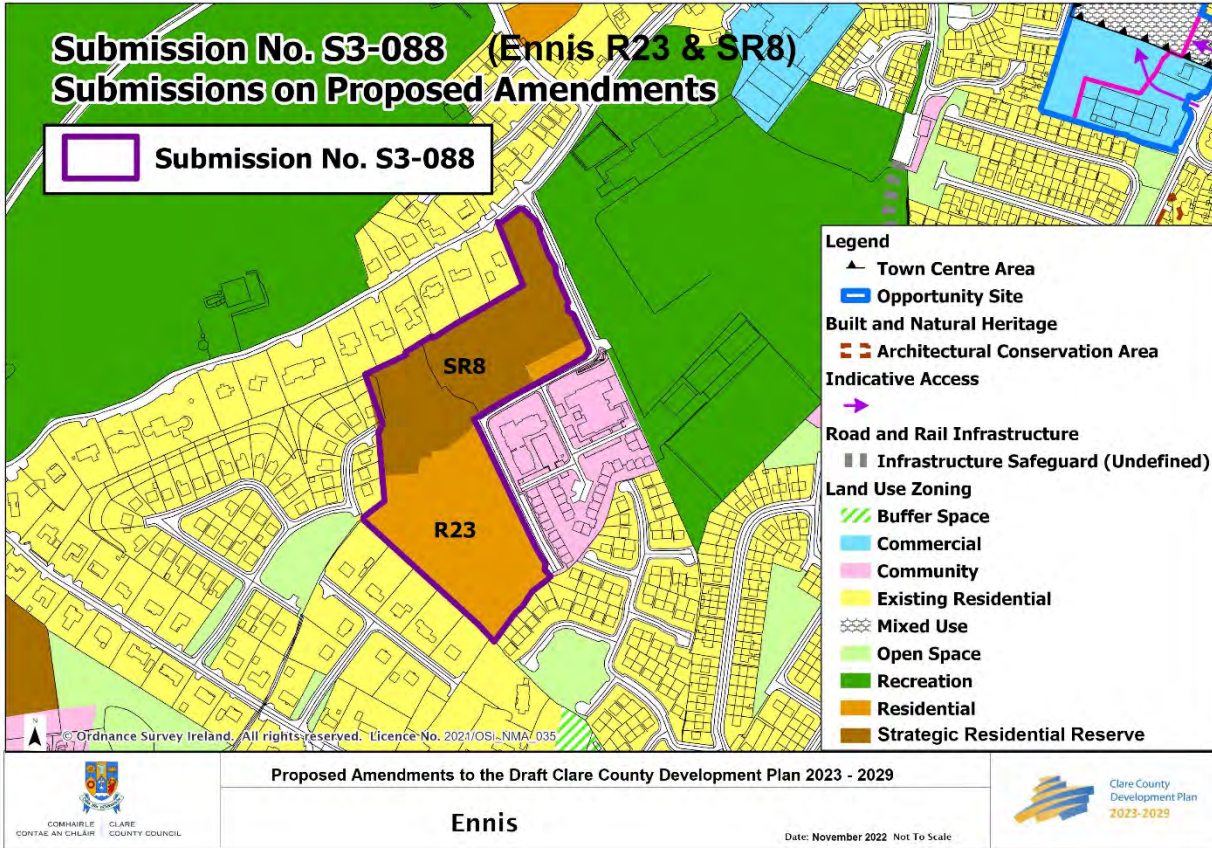 Submission No. S3-088 (Ennis R23 & SR8)
Submissions on Proposed Amendments
Submission No. S3-088
SR8
R23
Legend
Town Centre Area
Opportunity Site
Built and Natural Heritage
Architectural Conservation Area
Indicative Access
Road and Rail Infrastructure
Infrastructure Safeguard (Undefined)
Land Use Zoning
Buffer Space
Commercial
Community
Existing Residential
Mixed Use
Open Space
Recreation
Residential
Strategic Residential Reserve
N
© Ordnance Survey Ireland. All rights reserved. Licence No. 2021/OSi_NMA_035
COMHAIRLE CLARE
CONTAE AN CHLÁIR COUNTY COUNCIL
Proposed Amendments to the Draft Clare County Development Plan 2023 - 2029
Ennis
Date: November 2022 Not To Scale
Clare County
Development Plan
2023-2029